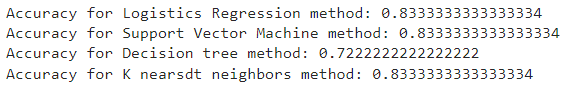 Accuracy for Logistics Regression method: 0.8333333333333334
Accuracy for Support Vector Machine method: 0.8333333333333334
Accuracy for Decision tree method: 0.7222222222222222
Accuracy for K nearsdt neighbors method: 0.8333333333333334